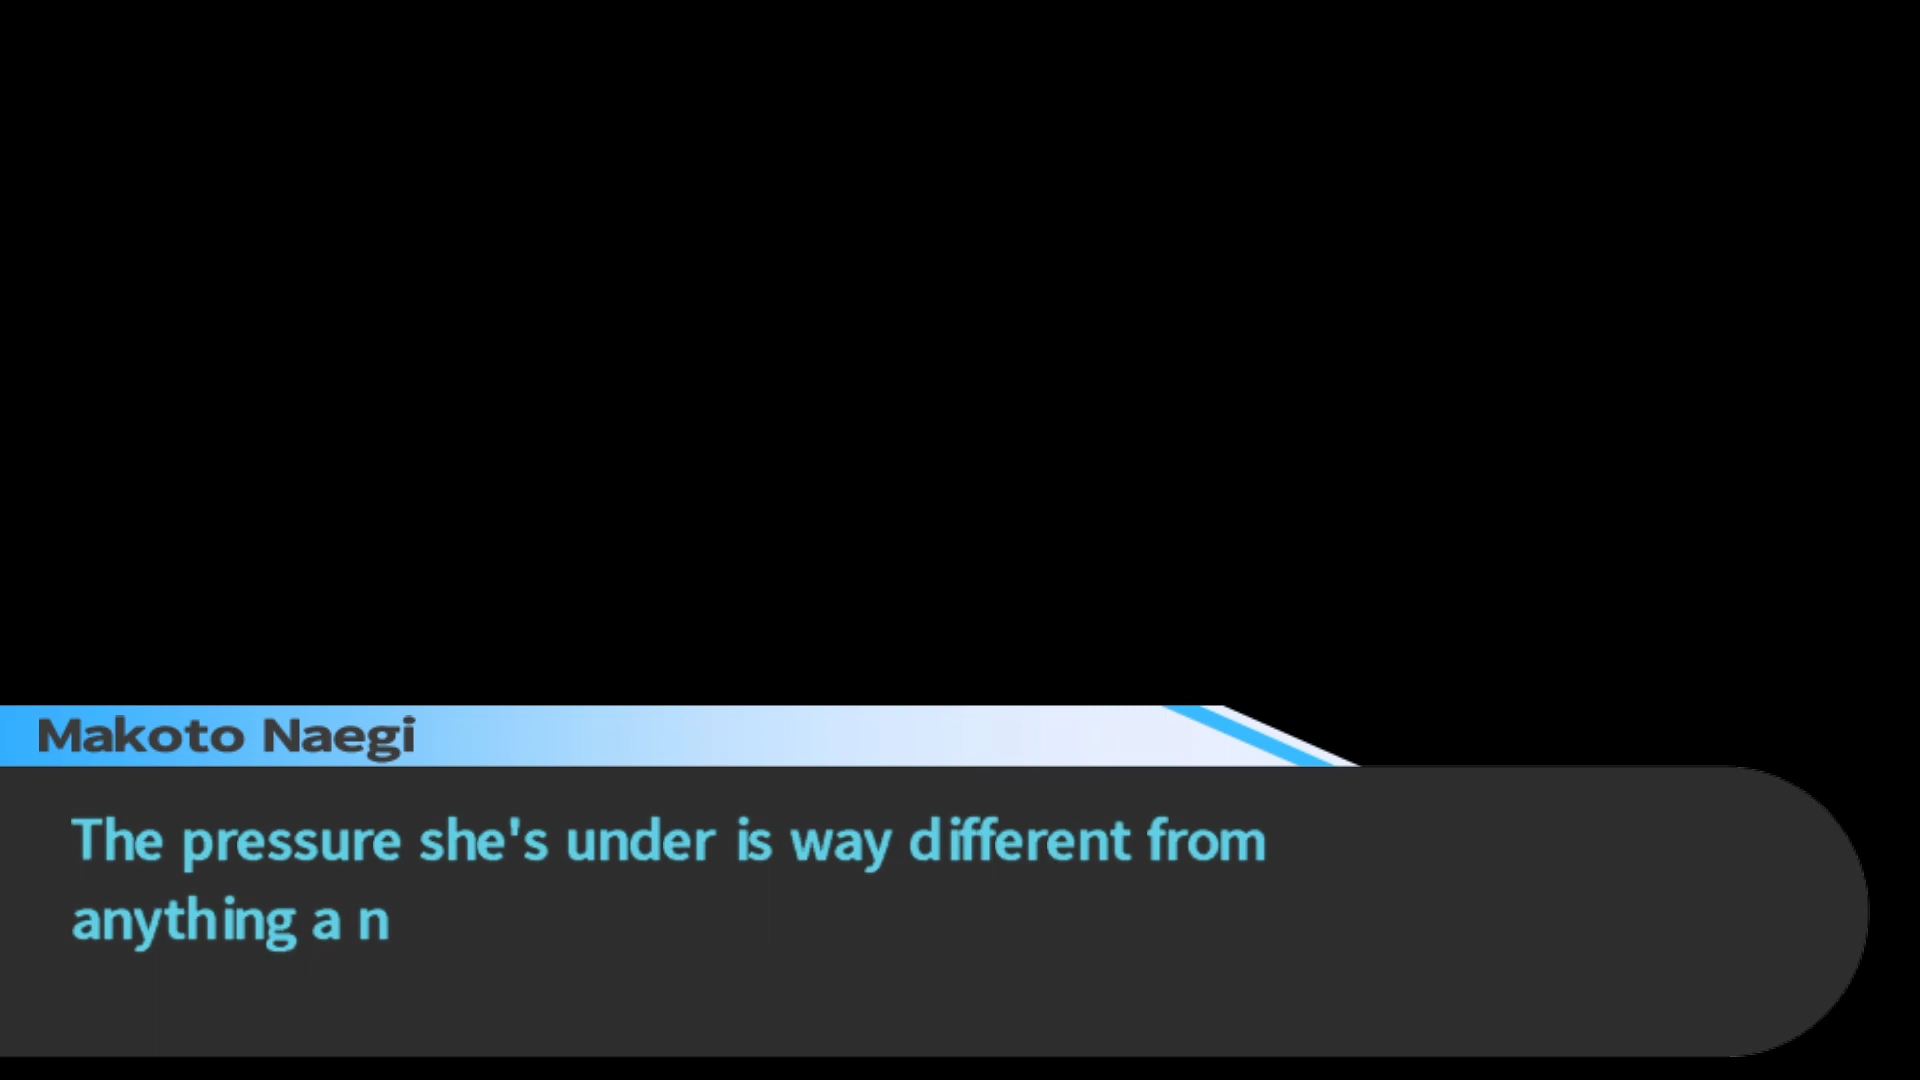 Makoto Naegi
The pressure she's under is way different from
anything a n